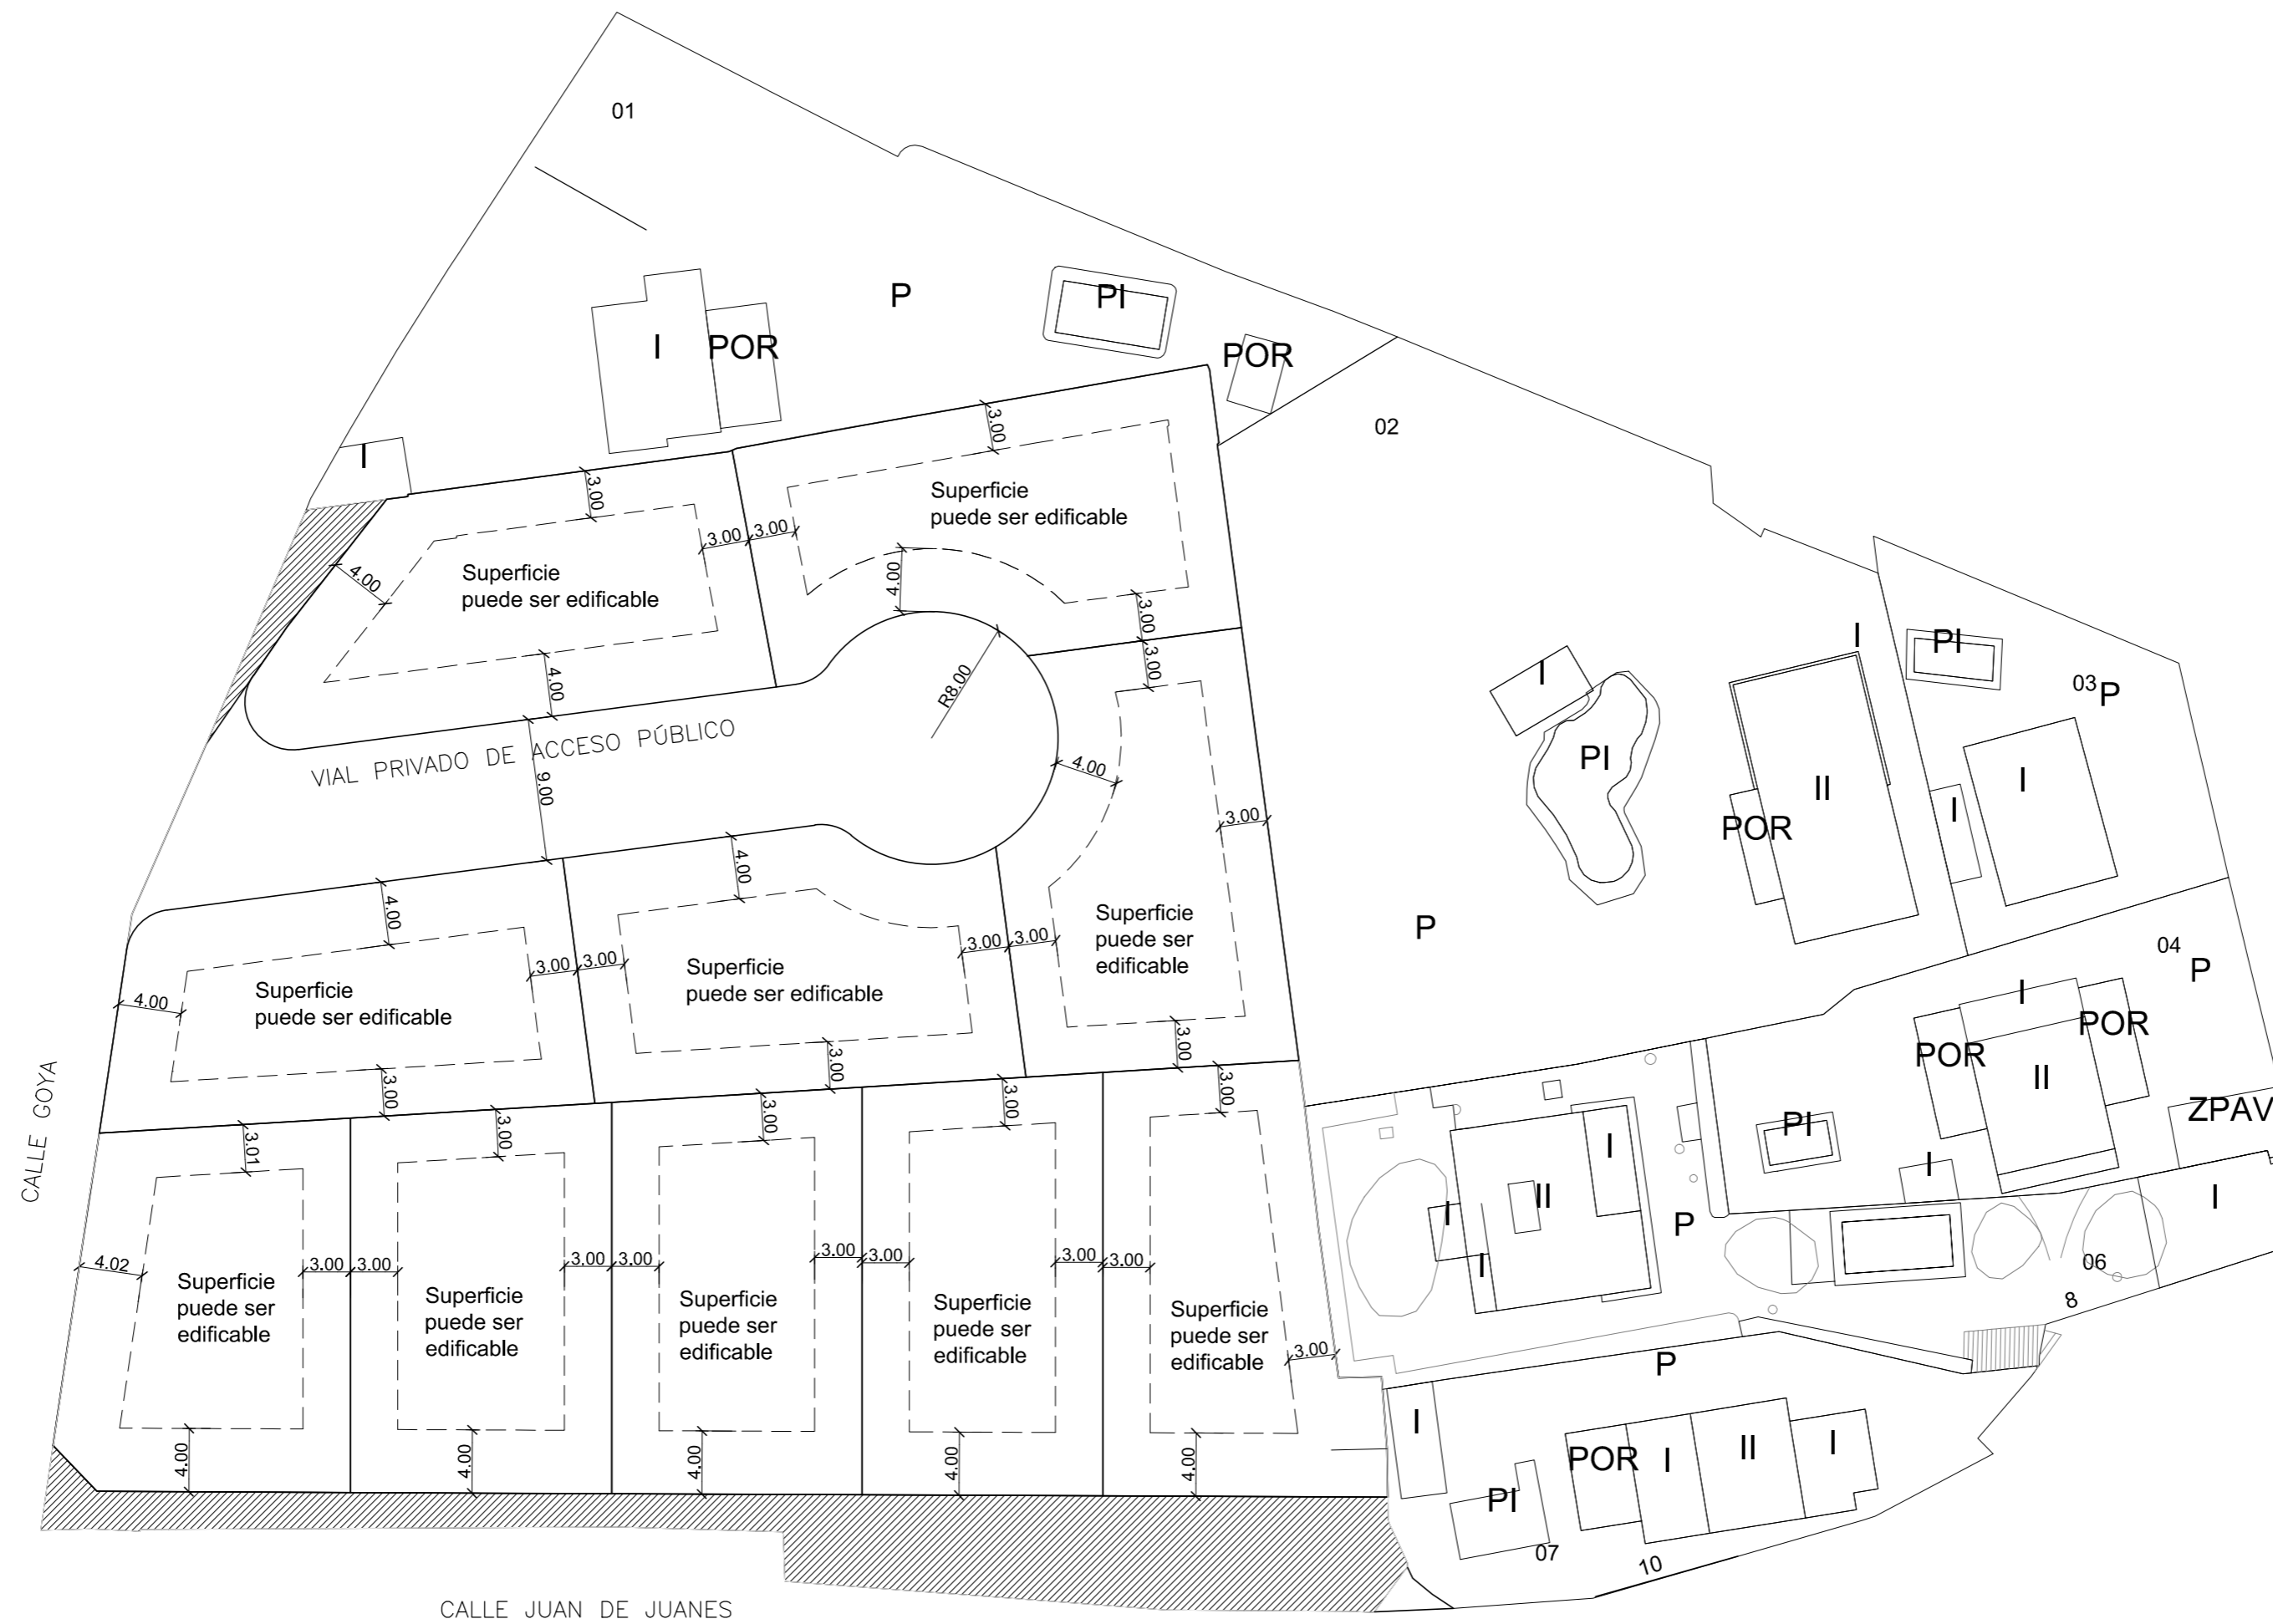 01
P
PI
I
POR
POR
02
I
3.00
3.00
Superficie
puede ser edificable
3.00
3.00
4.00
4.00
Superficie
puede ser edificable
3.00
3.00
4.00
R8.00
I
PI
03
P
I
PI
I
I
II
POR
VIAL PRIVADO DE ACCESO PÚBLICO
9.00
4.00
3.00
4.00
4.00
Superficie
puede ser
edificable
P
04
P
3.00
3.00
3.00
3.00
Superficie
puede ser edificable
Superficie
puede ser edificable
4.00
I
POR
POR
II
3.00
3.00
3.00
CALLE GOYA
3.01
3.00
3.00
3.00
3.00
ZPAV
PI
I
I
II
I
I
P
I
4.02
3.00
3.00
3.00
3.00
3.00
3.00
3.00
3.00
Superficie
puede ser
edificable
Superficie
puede ser
edificable
Superficie
puede ser
edificable
Superficie
puede ser
edificable
Superficie
puede ser
edificable
3.00
06
8
P
4.00
4.00
4.00
4.00
4.00
I
POR
I
II
I
PI
07
10
CALLE JUAN DE JUANES